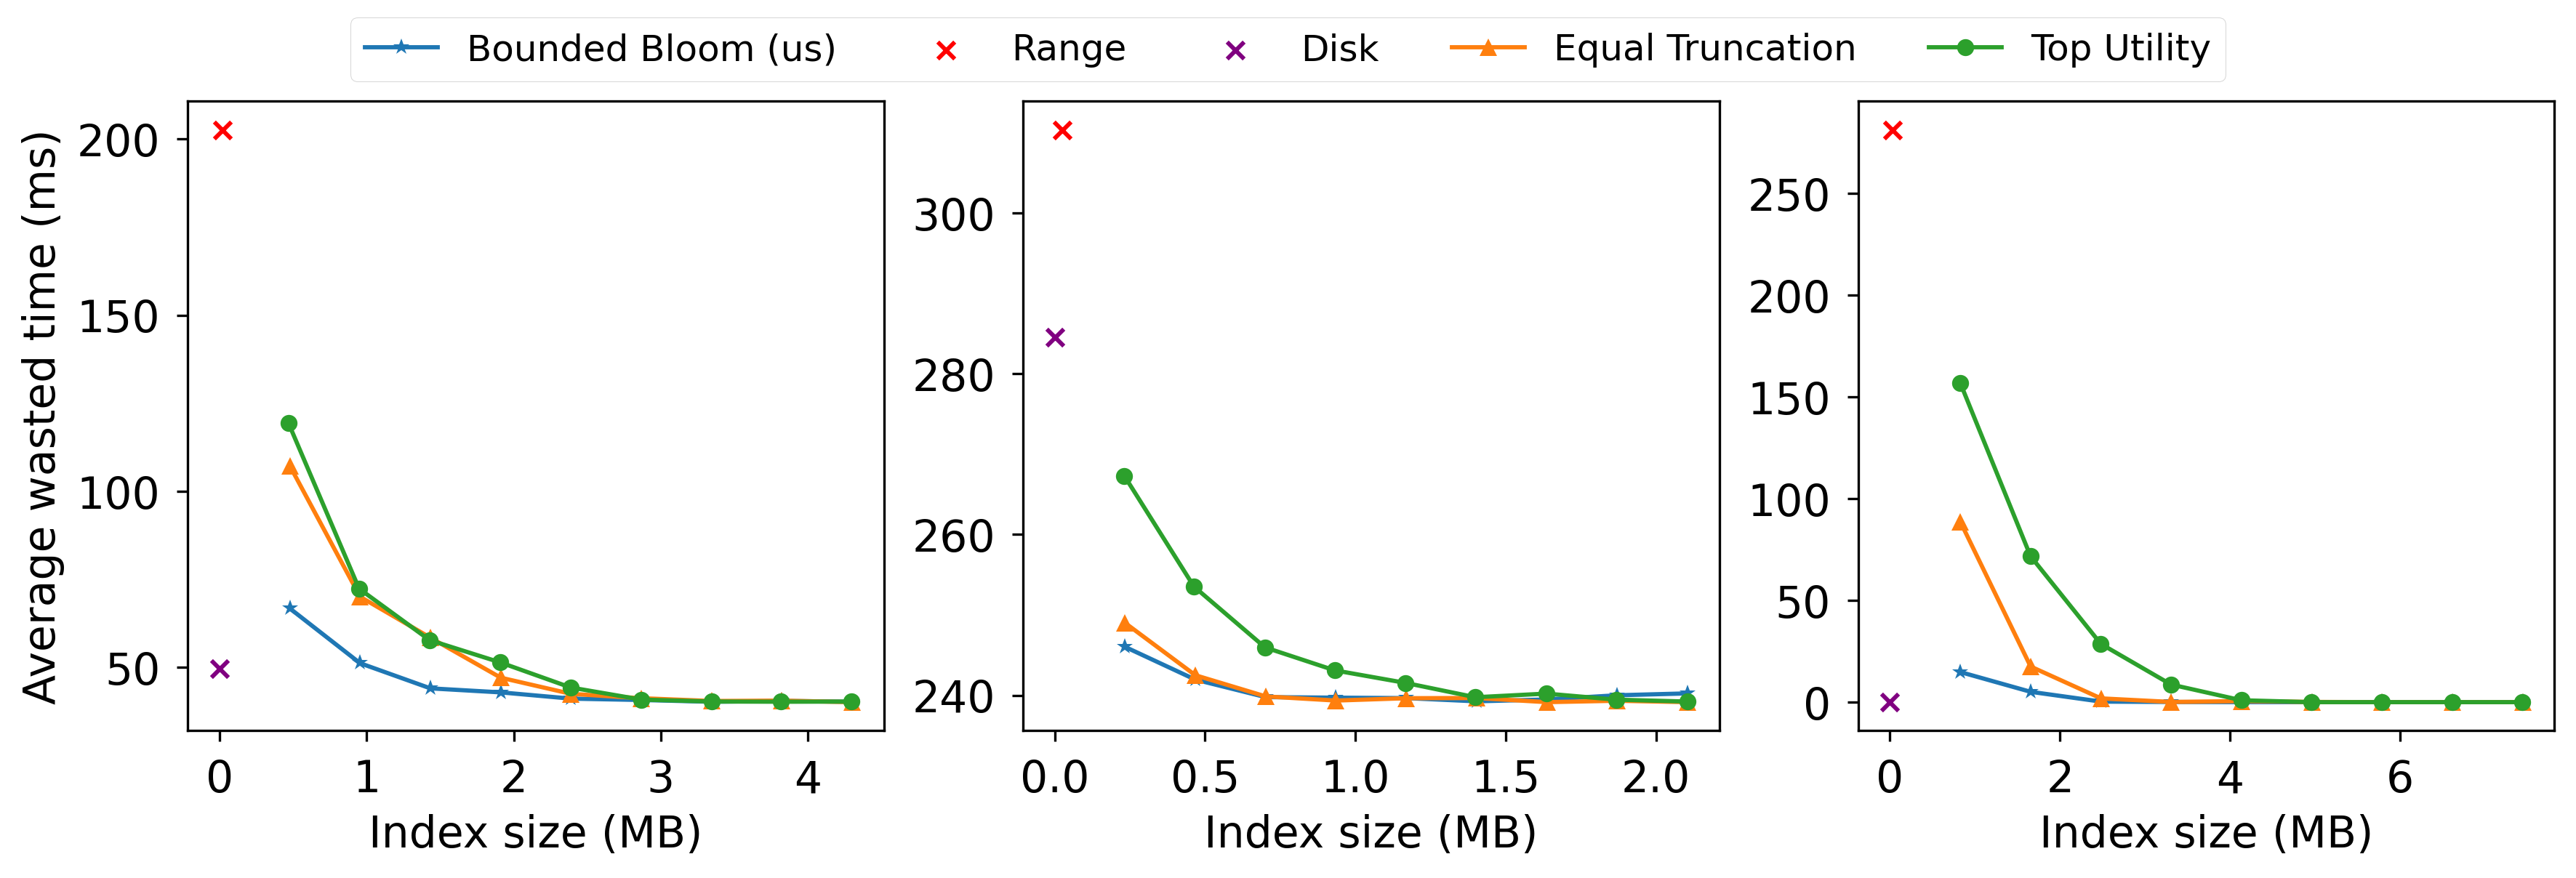 Bounded Bloom (us) Range Disk Equal Truncation Top Utility
Average wasted time (ms)
200
150
100
50
0 1 2 3 4
Index size (MB)
300
280
260
240
0.0 0.5 1.0 1.5 2.0
Index size (MB)
250
200
150
100
50
0
0 2 4 6
Index size (MB)